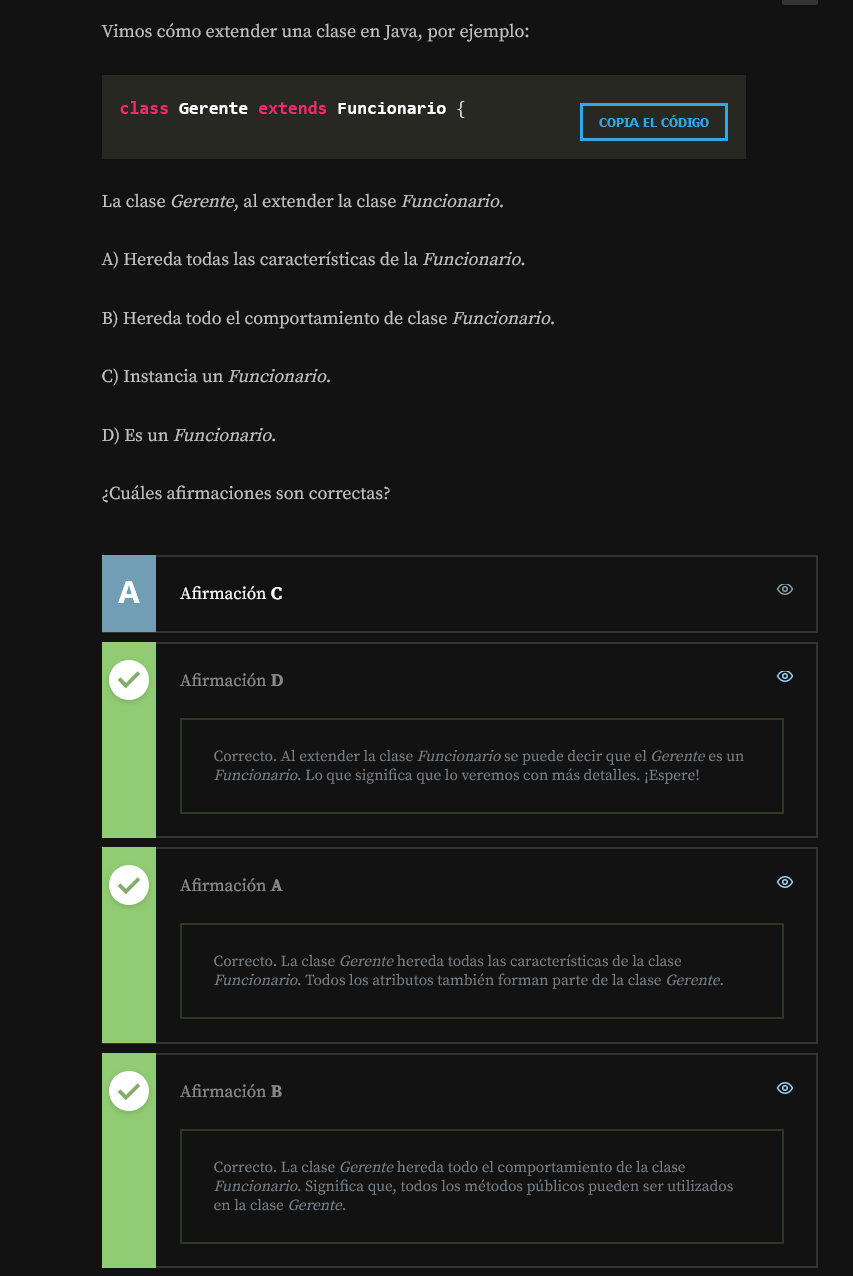 Vimos cómo extender una clase en Java, por ejemplo:
class Gerente extends Funcionario {
COPIA EL CÓDIGO
La clase Gerente, al extender la clase Funcionario.
A) Hereda todas las características de la Funcionario.
B) Hereda todo el comportamiento de clase Funcionario.
C) Instancia un Funcionario.
D) Es un Funcionario.
¿Cuáles afirmaciones son correctas?
A
Afirmación C
Afirmación D
Correcto. Al extender la clase Funcionario se puede decir que el Gerente es un
Funcionario. Lo que significa que lo veremos con más detalles. ¡Espere!
Afirmación A
Correcto. La clase Gerente hereda todas las características de la clase
Funcionario. Todos los atributos también forman parte de la clase Gerente.
Afirmación B
Correcto. La clase Gerente hereda todo el comportamiento de la clase
Funcionario. Significa que, todos los métodos públicos pueden ser utilizados
en la clase Gerente.